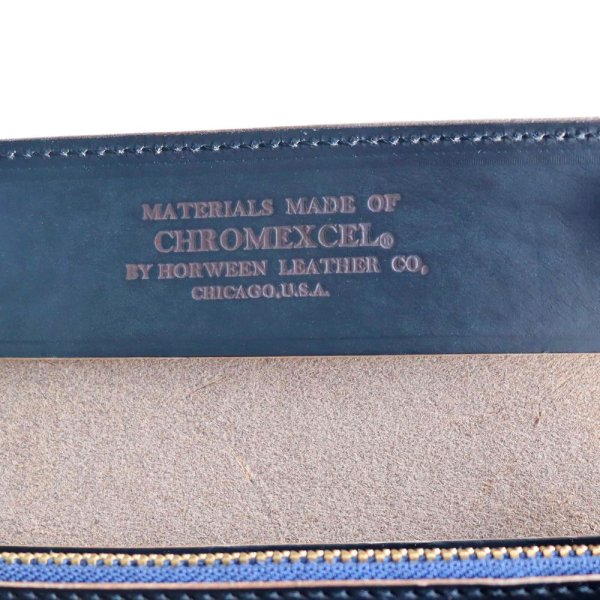 MATERIALS MADE OF
CHROMEXCEL®
BY HORWEEN LEATHER CO,
CHICAGO,U.S.A.